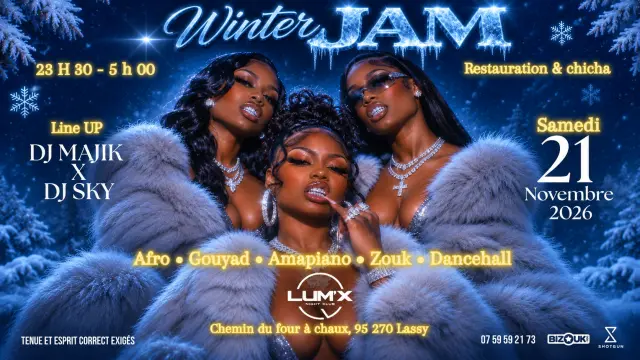 Winter JAM
23 H 30 - 5 h 00
Restauration & chicha
Line UP
DJ MAJIK
X
DJ SKY
Samedi
21
Novembre
2026
Afro • Gouyad • Amapiano • Zouk • Dancehall
LUM'X
NIGHT CLUB
Chemin du four à chaux, 95 270 Lassy
TENUE ET ESPRIT CORRECT EXIGÉS
07 59 59 21 73
BIZOUK
SHOTGUN